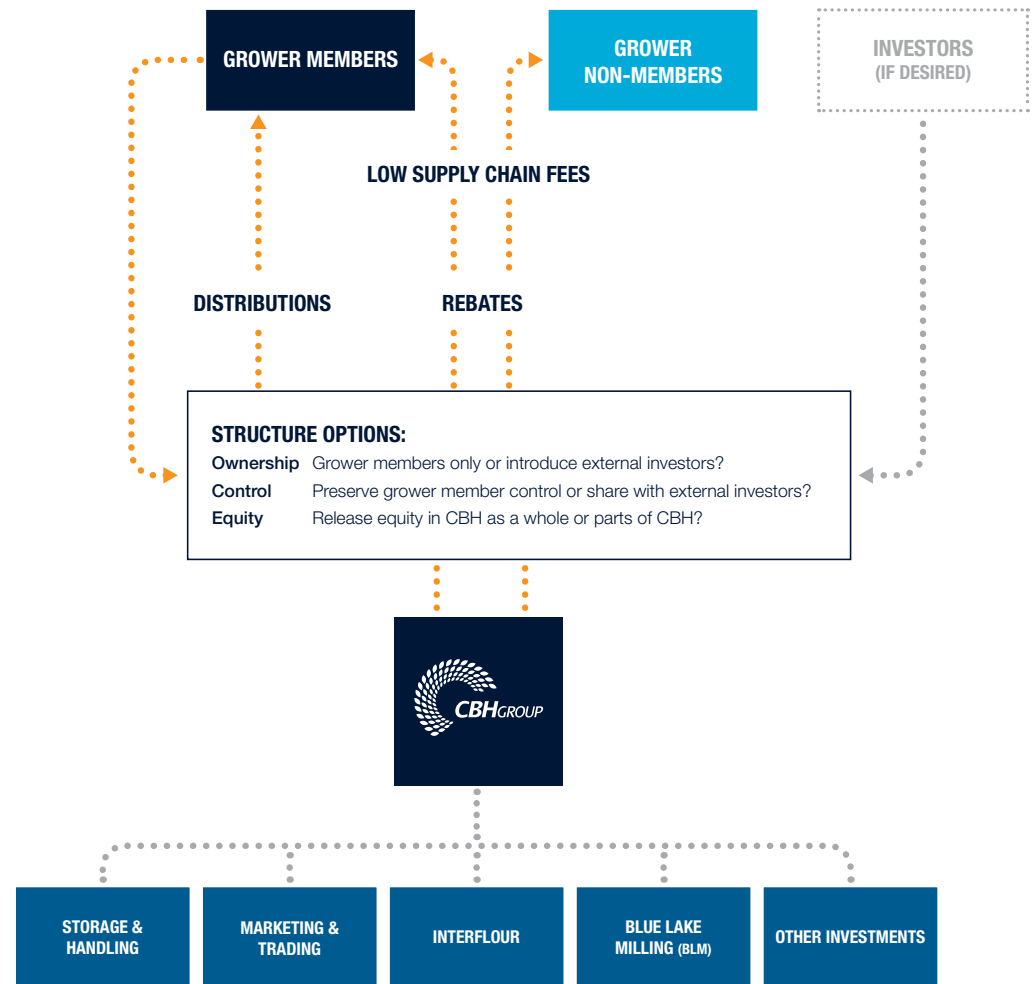 GROWER MEMBERS
GROWER
NON-MEMBERS
INVESTORS
(IF DESIRED)
LOW SUPPLY CHAIN FEES
DISTRIBUTIONS
REBATES
STRUCTURE OPTIONS:
Ownership Grower members only or introduce external investors?
Control Preserve grower member control or share with external investors?
Equity Release equity in CBH as a whole or parts of CBH?
CBHGROUP
STORAGE &
HANDLING
MARKETING &
TRADING
INTERFLOUR
BLUE LAKE
MILLING (BLM)
OTHER INVESTMENTS